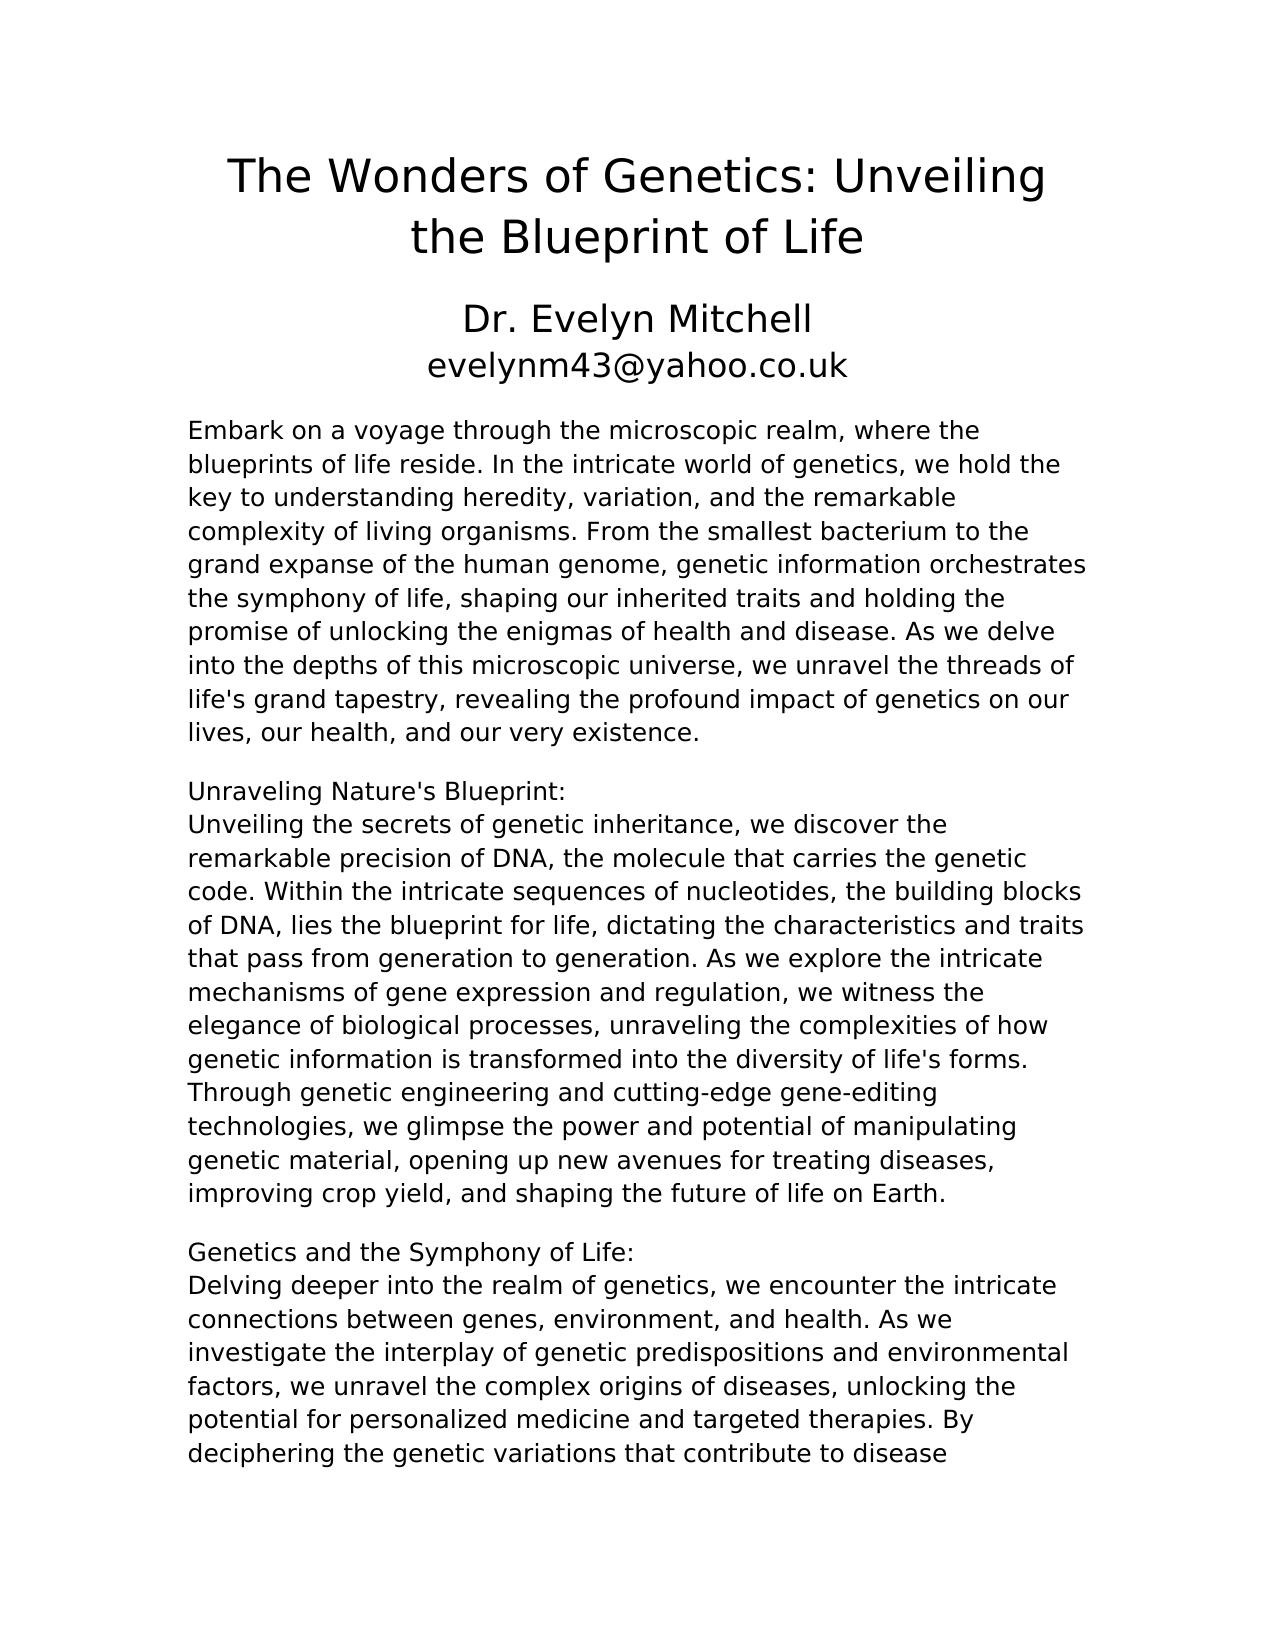 The Wonders of Genetics: Unveiling
the Blueprint of Life
Dr. Evelyn Mitchell
evelynm43@yahoo.co.uk
Embark on a voyage through the microscopic realm, where the
blueprints of life reside. In the intricate world of genetics, we hold the
key to understanding heredity, variation, and the remarkable
complexity of living organisms. From the smallest bacterium to the
grand expanse of the human genome, genetic information orchestrates
the symphony of life, shaping our inherited traits and holding the
promise of unlocking the enigmas of health and disease. As we delve
into the depths of this microscopic universe, we unravel the threads of
life's grand tapestry, revealing the profound impact of genetics on our
lives, our health, and our very existence.
Unraveling Nature's Blueprint:
Unveiling the secrets of genetic inheritance, we discover the
remarkable precision of DNA, the molecule that carries the genetic
code. Within the intricate sequences of nucleotides, the building blocks
of DNA, lies the blueprint for life, dictating the characteristics and traits
that pass from generation to generation. As we explore the intricate
mechanisms of gene expression and regulation, we witness the
elegance of biological processes, unraveling the complexities of how
genetic information is transformed into the diversity of life's forms.
Through genetic engineering and cutting-edge gene-editing
technologies, we glimpse the power and potential of manipulating
genetic material, opening up new avenues for treating diseases,
improving crop yield, and shaping the future of life on Earth.
Genetics and the Symphony of Life:
Delving deeper into the realm of genetics, we encounter the intricate
connections between genes, environment, and health. As we
investigate the interplay of genetic predispositions and environmental
factors, we unravel the complex origins of diseases, unlocking the
potential for personalized medicine and targeted therapies. By
deciphering the genetic variations that contribute to disease